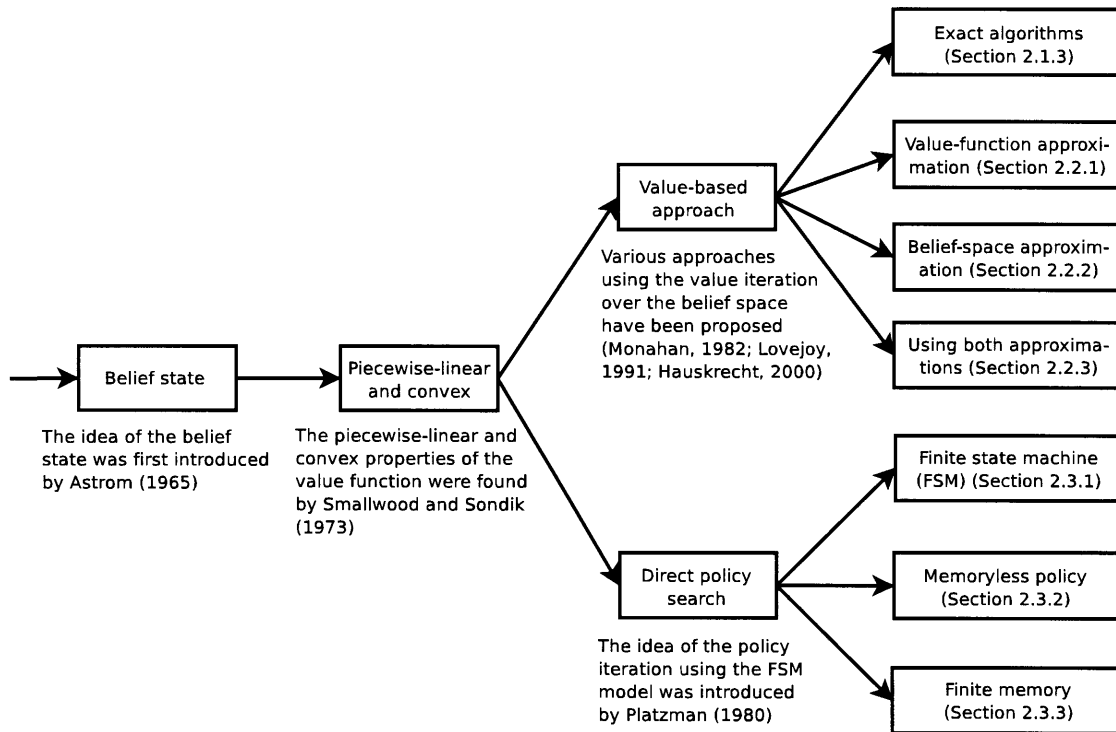 Belief state
The idea of the belief
state was first introduced
by Astrom (1965)
Piecewise-linear
and convex
The piecewise-linear and
convex properties of the
value function were found
by Smallwood and Sondik
(1973)
Value-based
approach
Various approaches
using the value iteration
over the belief space
have been proposed
(Monahan, 1982; Lovejoy,
1991; Hauskrecht, 2000)
Direct policy
search
The idea of the policy
iteration using the FSM
model was introduced
by Platzman (1980)
Exact algorithms
(Section 2.1.3)
Value-function approxi-
mation (Section 2.2.1)
Belief-space approxim-
ation (Section 2.2.2)
Using both approxima-
tions (Section 2.2.3)
Finite state machine
(FSM) (Section 2.3.1)
Memoryless policy
(Section 2.3.2)
Finite memory
(Section 2.3.3)